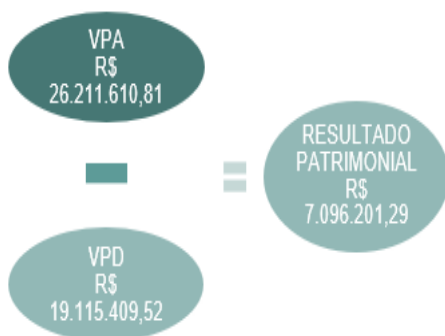 VPA
R$
26.211.610,81
RESULTADO
PATRIMONIAL
R$
7.096.201,29
VPD
R$
19.115.409,52